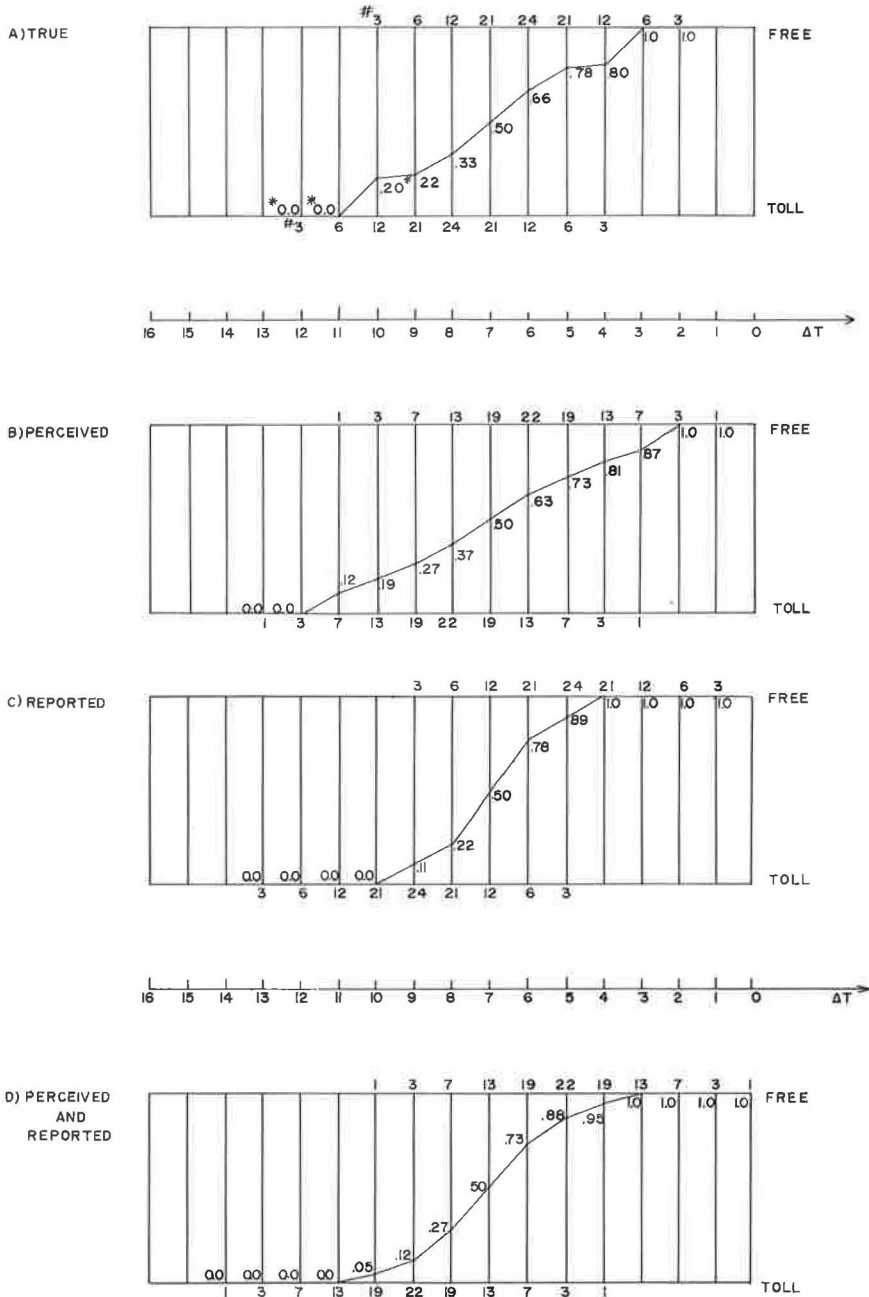 # 3 6 12 21 24 21 12 6 3
A) TRUE
FREE
1.0 1.0
.78 .80
.66
.50
.33
.20 * 22
* 0.0 * 0.0
TOLL
#3 6 12 21 24 21 12 6 3
16 15 14 13 12 11 10 9 8 7 6 5 4 3 2 1 0 ΔT
1 3 7 13 19 22 19 13 7 3 1
B) PERCEIVED
FREE
1.0 1.0
.87
.81
.73
.63
.50
.37
.27
.12 .19
0.0 0.0
TOLL
1 3 7 13 19 22 19 13 7 3 1
3 6 12 21 24 21 12 6 3
C) REPORTED
FREE
1.0 1.0 1.0 1.0
.89
.78
.50
.22
.11
0.0 0.0 0.0 0.0
TOLL
3 6 12 21 24 21 12 6 3
16 15 14 13 12 11 10 9 8 7 6 5 4 3 2 1 0 ΔT
1 3 7 13 19 22 19 13 7 3 1
D) PERCEIVED
AND
REPORTED
FREE
1.0 1.0 1.0 1.0
.88 .95
.73
50
.27
.12
.05
0.0 0.0 0.0 0.0
TOLL
1 3 7 13 19 22 19 13 7 3 1